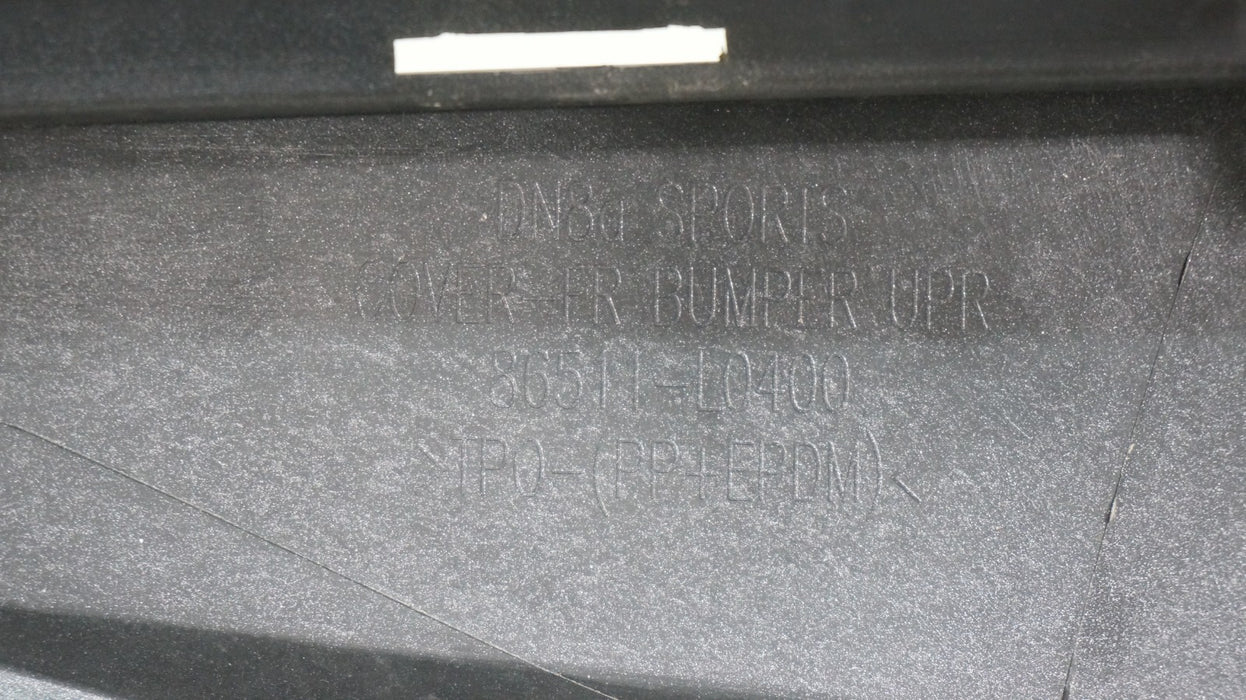 DN8a SPORTS
COVER-FR BUMPER UPR
86511-L0400
>TPO-(PP+EPDM)<